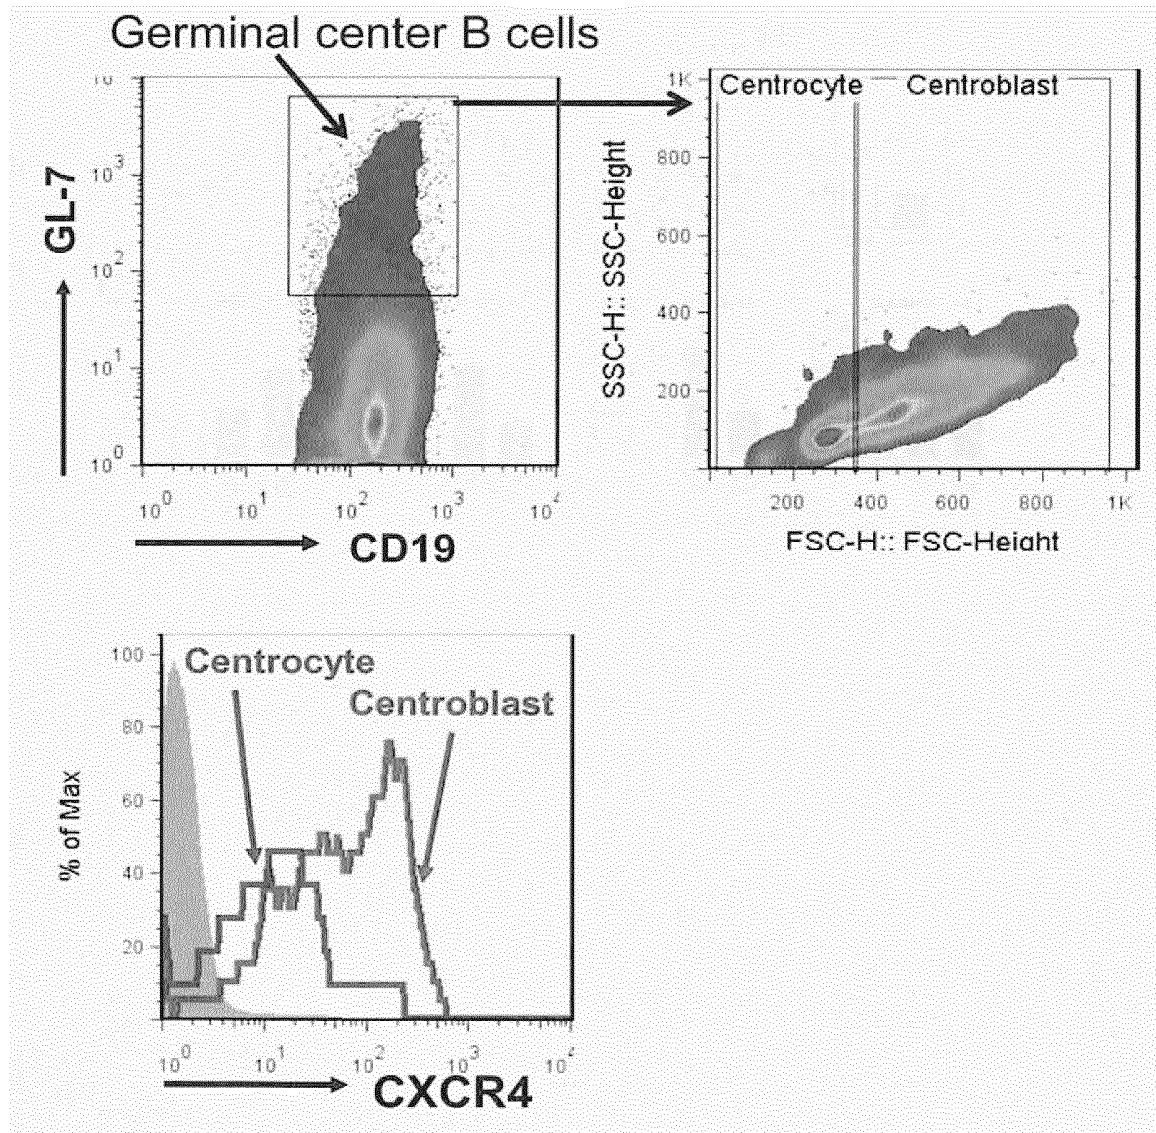 Germinal center B cells
GL-7
10
10^3
10^2
10^1
10^0
10^0 10^1 10^2 10^3 10^4
CD19
Centrocyte Centroblast
SSC-H:: SSC-Height
1K
800
600
400
200
200 400 600 800 1K
FSC-H:: FSC-Height
Centrocyte
Centroblast
% of Max
100
80
60
40
20
10^0 10^1 10^2 10^3 10^4
CXCR4